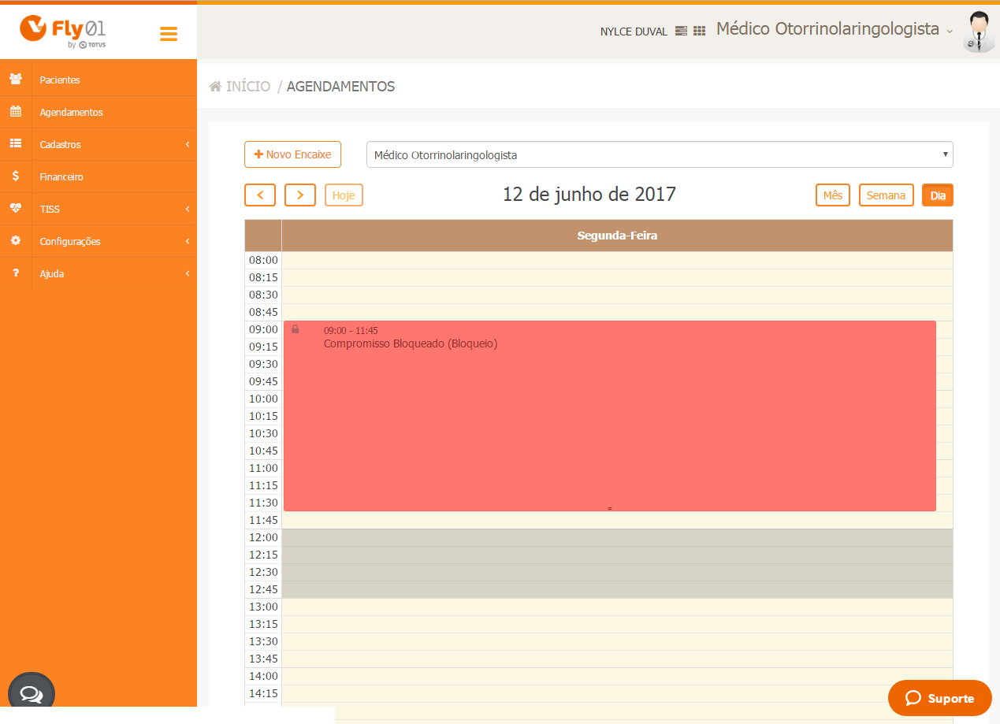 Fly01
by TOTVS
NYLCE DUVAL
Médico Otorrinolaringologista
Pacientes
Agendamentos
Cadastros
Financeiro
TISS
Configurações
Ajuda
INÍCIO / AGENDAMENTOS
+ Novo Encaixe
Médico Otorrinolaringologista
< > Hoje
12 de junho de 2017
Mês Semana Dia
Segunda-Feira
08:00
08:15
08:30
08:45
09:00
09:00 - 11:45
Compromisso Bloqueado (Bloqueio)
09:15
09:30
09:45
10:00
10:15
10:30
10:45
11:00
11:15
11:30
=
11:45
12:00
12:15
12:30
12:45
13:00
13:15
13:30
13:45
14:00
14:15
Suporte